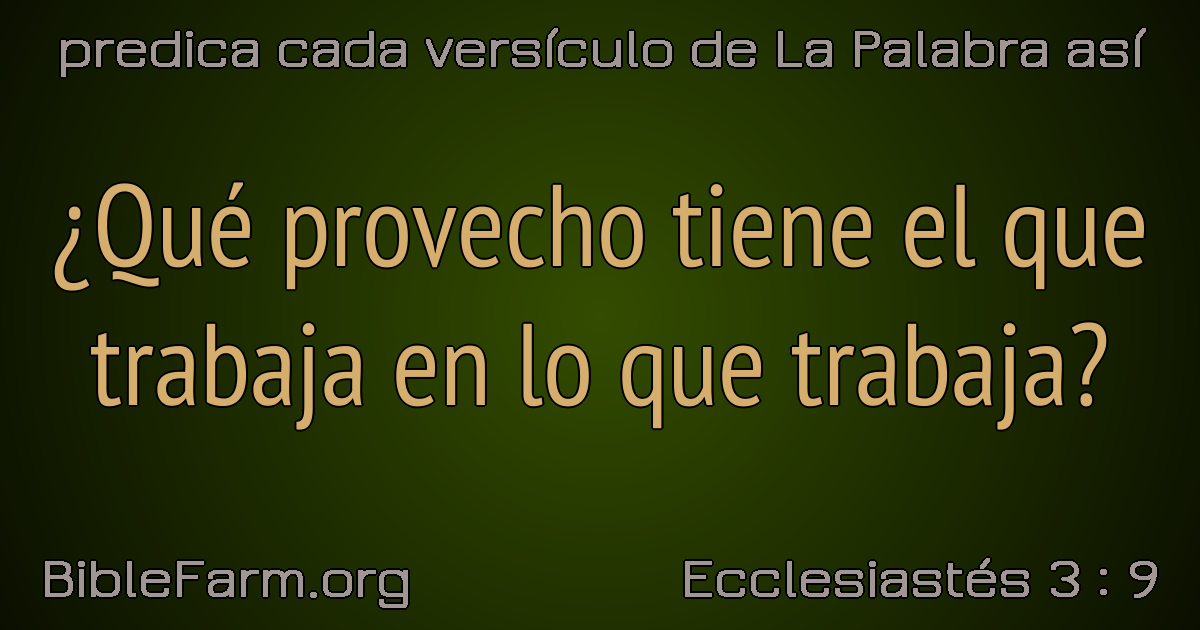 predica cada versículo de La Palabra así
¿Qué provecho tiene el que
trabaja en lo que trabaja?
BibleFarm.org
Ecclesiastés 3 : 9